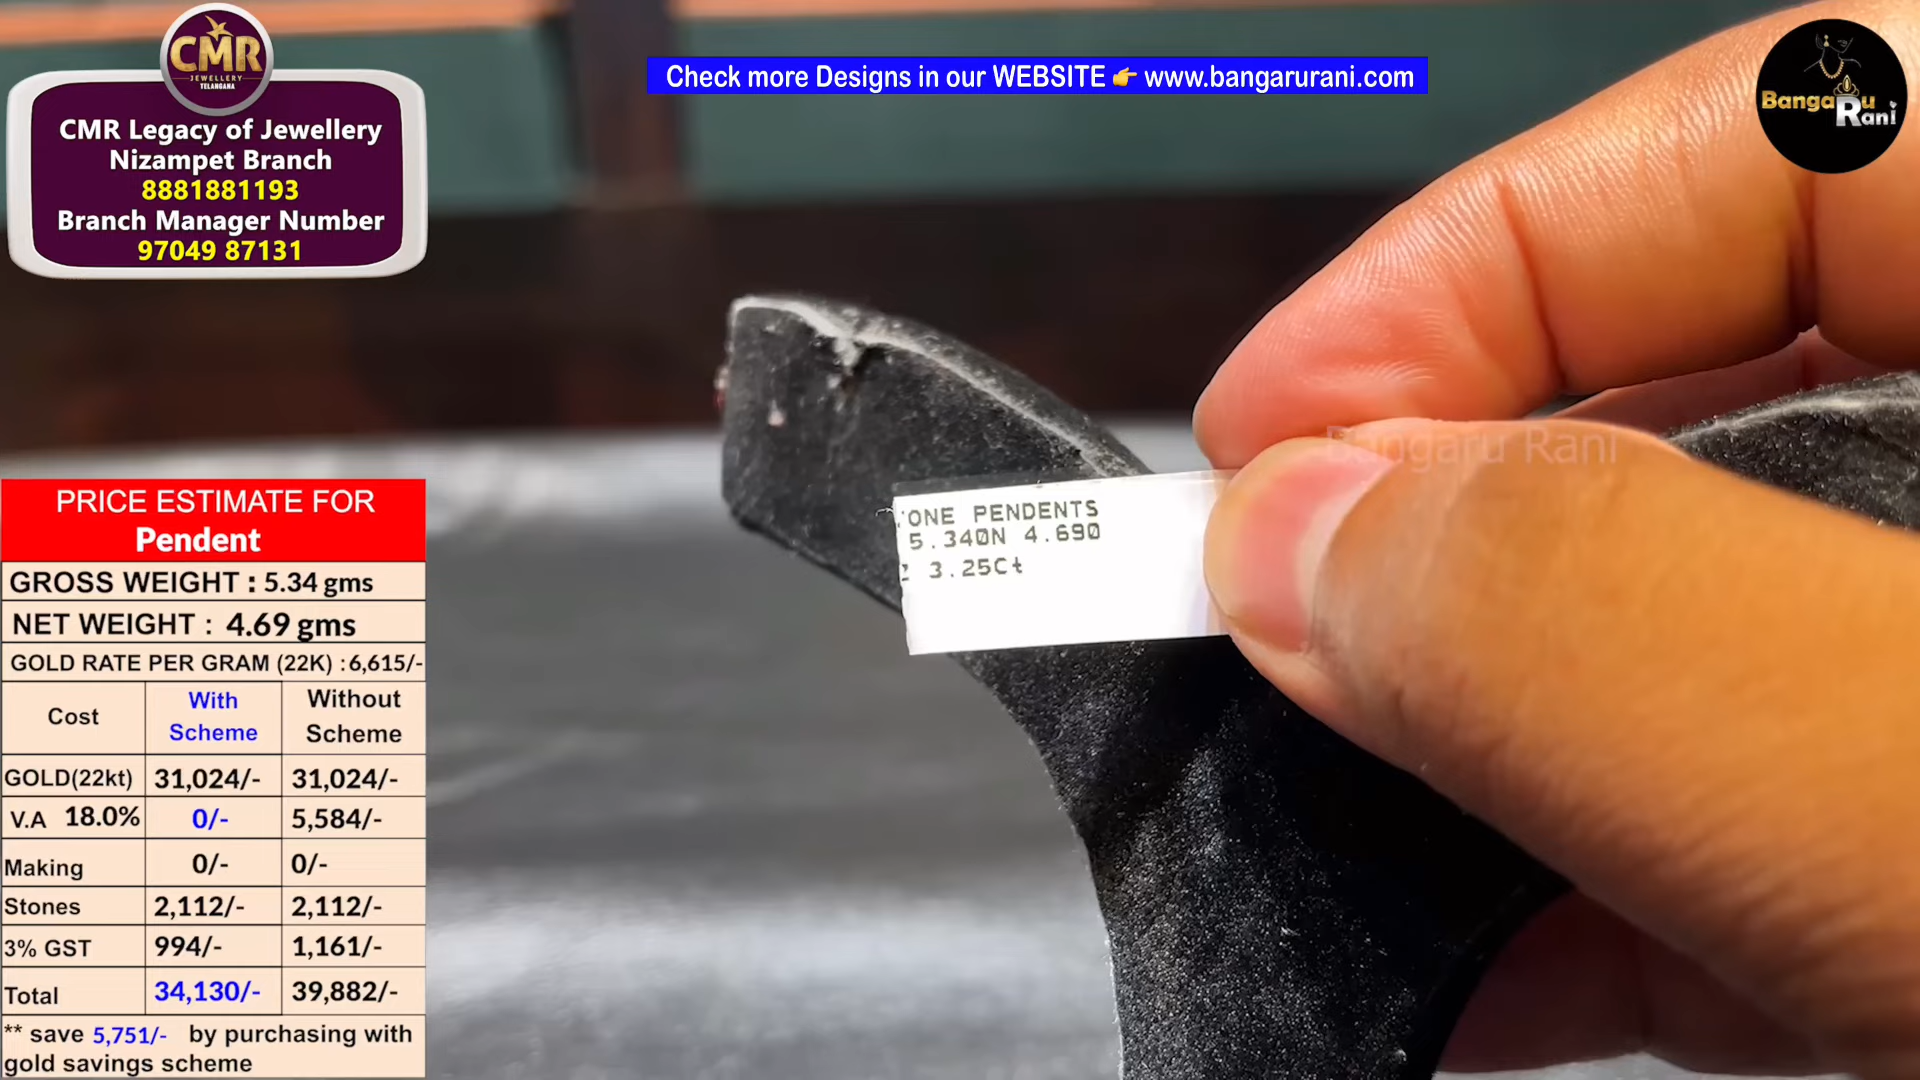 CMR
JEWELLERY
TELANGANA
CMR Legacy of Jewellery
Nizampet Branch
8881881193
Branch Manager Number
97049 87131
Check more Designs in our WEBSITE 👉 www.bangarurani.com
Bangaru
Rani
Bangaru Rani
ONE PENDENTS
5.340N 4.690
3.25Ct
PRICE ESTIMATE FOR
Pendent
GROSS WEIGHT : 5.34 gms
NET WEIGHT : 4.69 gms
GOLD RATE PER GRAM (22K) : 6,615/-
Cost With Scheme Without Scheme
GOLD(22kt) 31,024/- 31,024/-
V.A 18.0% 0/- 5,584/-
Making 0/- 0/-
Stones 2,112/- 2,112/-
3% GST 994/- 1,161/-
Total 34,130/- 39,882/-
** save 5,751/- by purchasing with
gold savings scheme